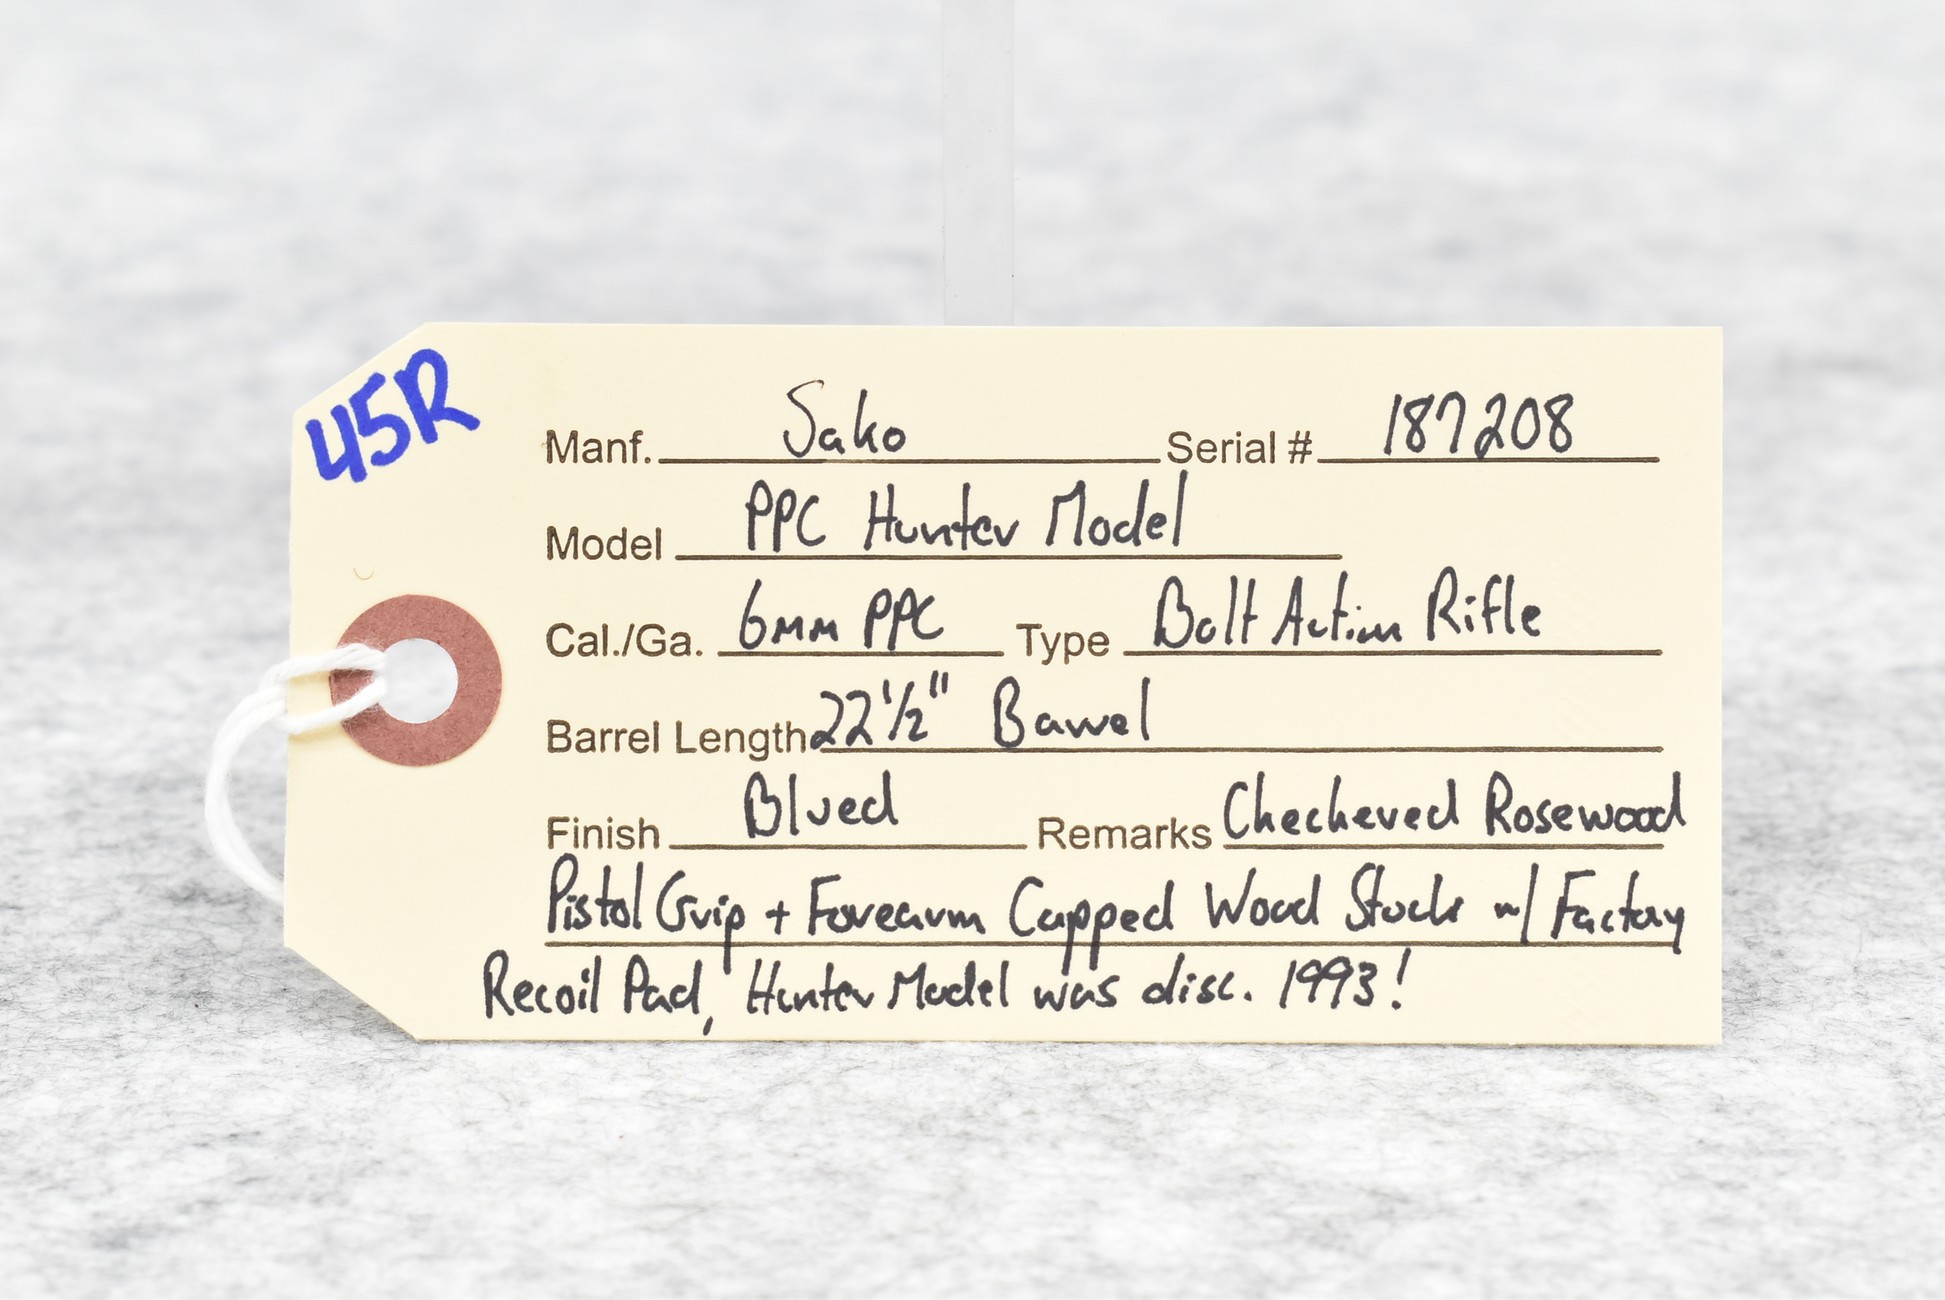 45R
Manf. Sako Serial # 187208
Model PPC Hunter Model
Cal./Ga. 6mm PPC Type Bolt Action Rifle
Barrel Length 22 1/2" Barrel
Finish Blued Remarks Checkered Rosewood
Pistol Grip + Forearm Capped Wood Stock w/ Factory
Recoil Pad, Hunter Model was disc. 1993!